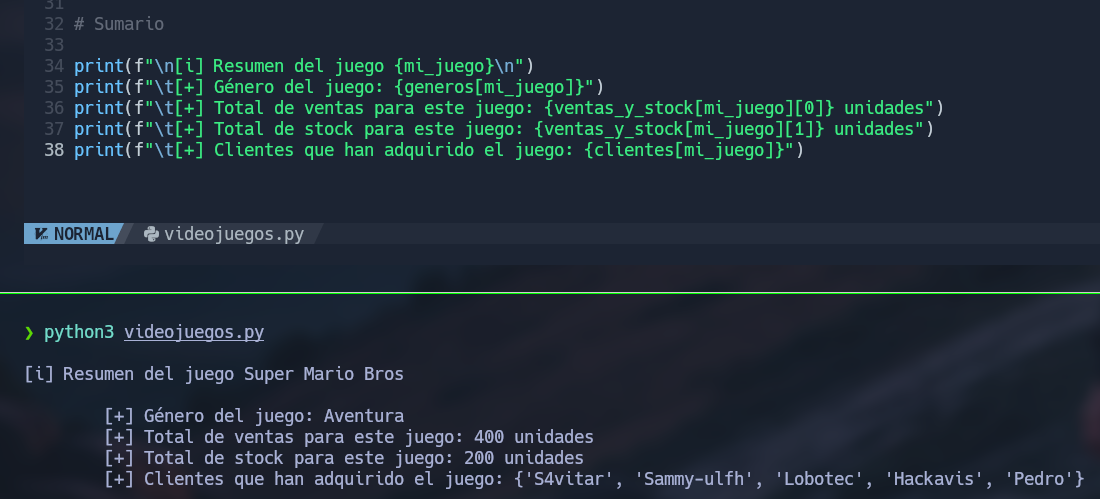 31
32 # Sumario
33
34 print(f"\n[i] Resumen del juego {mi_juego}\n")
35 print(f"\t[+] Género del juego: {generos[mi_juego]}")
36 print(f"\t[+] Total de ventas para este juego: {ventas_y_stock[mi_juego][0]} unidades")
37 print(f"\t[+] Total de stock para este juego: {ventas_y_stock[mi_juego][1]} unidades")
38 print(f"\t[+] Clientes que han adquirido el juego: {clientes[mi_juego]}")
NORMAL videojuegos.py
❯ python3 videojuegos.py
[i] Resumen del juego Super Mario Bros
[+] Género del juego: Aventura
[+] Total de ventas para este juego: 400 unidades
[+] Total de stock para este juego: 200 unidades
[+] Clientes que han adquirido el juego: {'S4vitar', 'Sammy-ulfh', 'Lobotec', 'Hackavis', 'Pedro'}